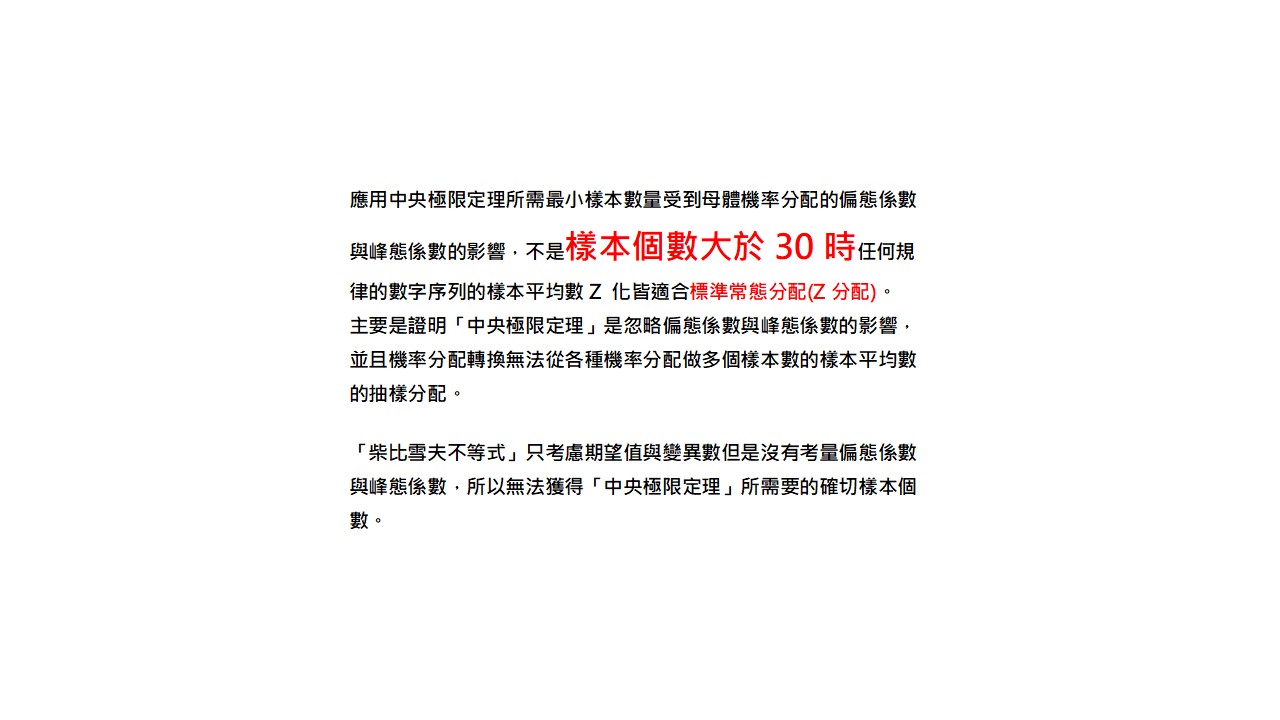 應用中央極限定理所需最小樣本數量受到母體機率分配的偏態係數
與峰態係數的影響，不是樣本個數大於 30 時任何規
律的數字序列的樣本平均數 Z 化皆適合標準常態分配(Z 分配)。
主要是證明「中央極限定理」是忽略偏態係數與峰態係數的影響，
並且機率分配轉換無法從各種機率分配做多個樣本數的樣本平均數
的抽樣分配。
「柴比雪夫不等式」只考慮期望值與變異數但是沒有考量偏態係數
與峰態係數，所以無法獲得「中央極限定理」所需要的確切樣本個
數。